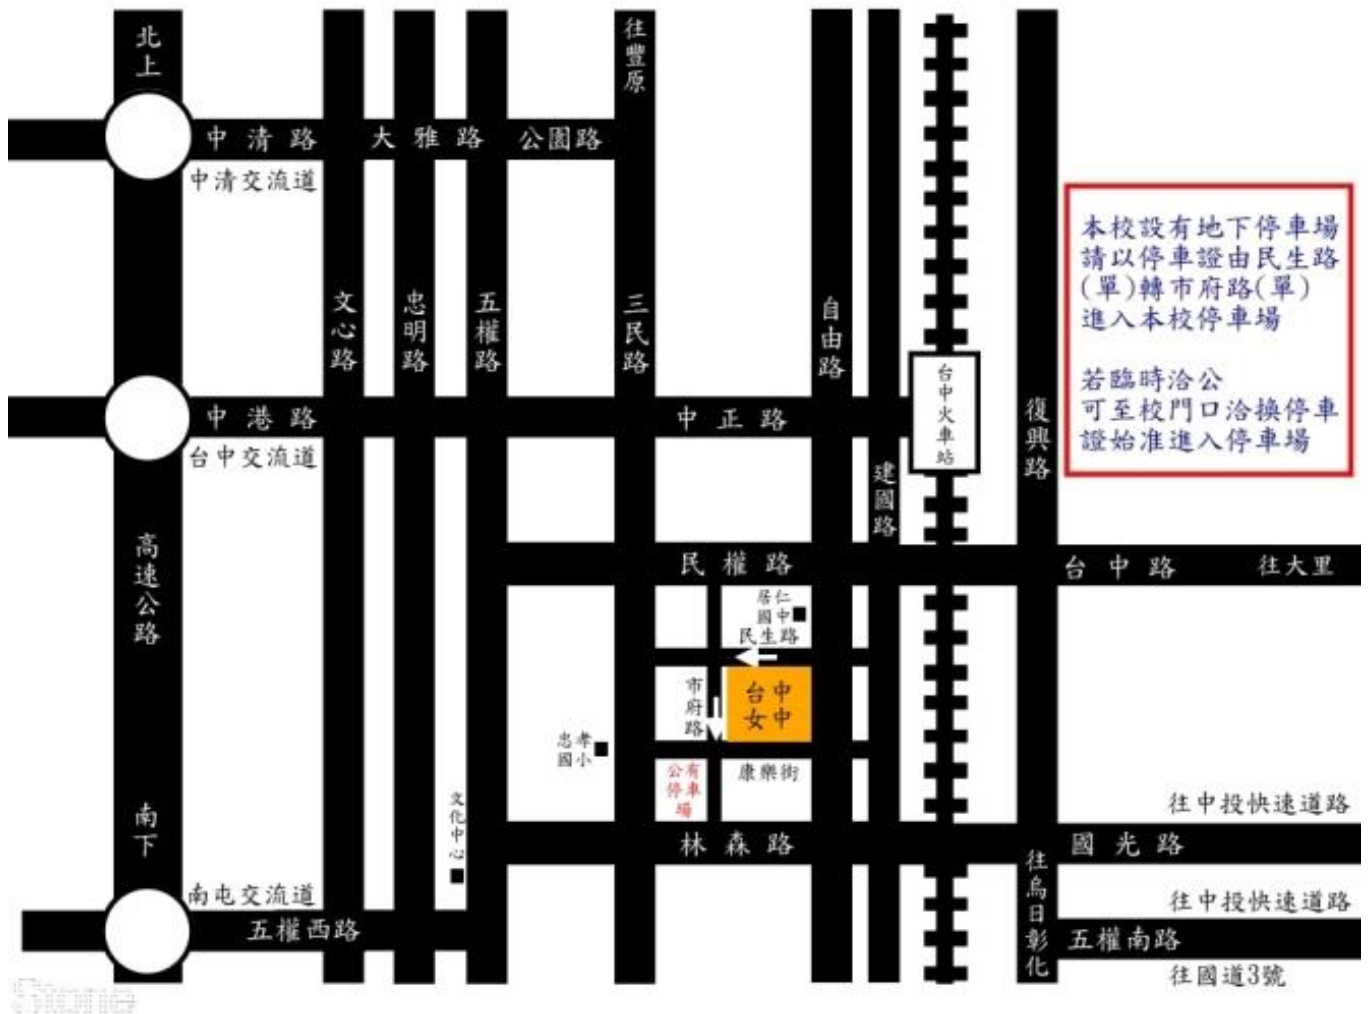 北上
往豐原
中清路
大雅路
公園路
中清交流道
本校設有地下停車場
請以停車證由民生路
(單)轉市府路(單)
進入本校停車場
若臨時洽公
可至校門口洽換停車
證始准進入停車場
文心路
忠明路
五權路
三民路
自由路
台中火車站
復興路
中港路
中正路
台中交流道
建國路
高速公路
民權路
台中路
往大里
居仁
國中
民生路
市府路
台中
女中
忠孝
國小
公有
停車
場
康樂街
文化中心
往中投快速道路
南下
林森路
國光路
往烏日彰化
南屯交流道
往中投快速道路
五權西路
五權南路
往國道3號
Stone